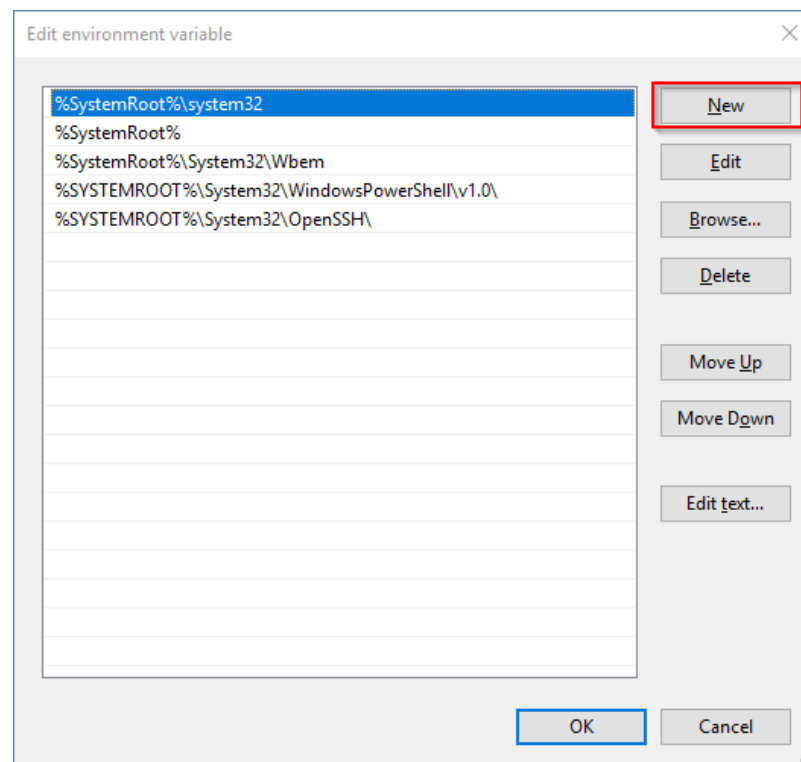 Edit environment variable
%SystemRoot%\system32
%SystemRoot%
%SystemRoot%\System32\Wbem
%SYSTEMROOT%\System32\WindowsPowerShell\v1.0\
%SYSTEMROOT%\System32\OpenSSH\
New
Edit
Browse...
Delete
Move Up
Move Down
Edit text...
OK
Cancel